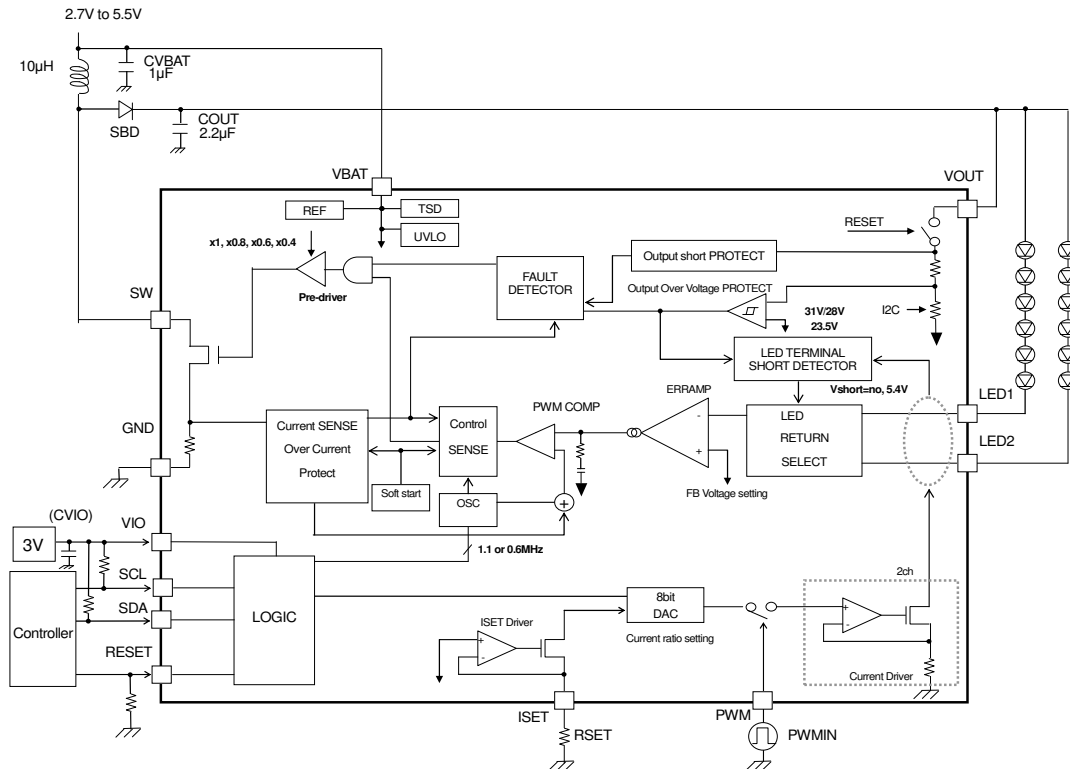 2.7V to 5.5V
10µH
CVBAT
1µF
COUT
2.2µF
SBD
VBAT
VOUT
REF
TSD
UVLO
RESET
x1, x0.8, x0.6, x0.4
Pre-driver
FAULT
DETECTOR
Output short PROTECT
Output Over Voltage PROTECT
31V/28V
23.5V
I2C
SW
LED TERMINAL
SHORT DETECTOR
Vshort=no, 5.4V
LED1
ERRAMP
PWM COMP
GND
Current SENSE
Over Current
Protect
Control
SENSE
LED
RETURN
SELECT
LED2
-
+
Soft start
OSC
+
FB Voltage setting
(CVIO)
VIO
3V
1.1 or 0.6MHz
SCL
SDA
Controller
RESET
LOGIC
2ch
8bit
DAC
Current ratio setting
ISET Driver
+
-
+
-
Current Driver
ISET
RSET
PWM
PWMIN